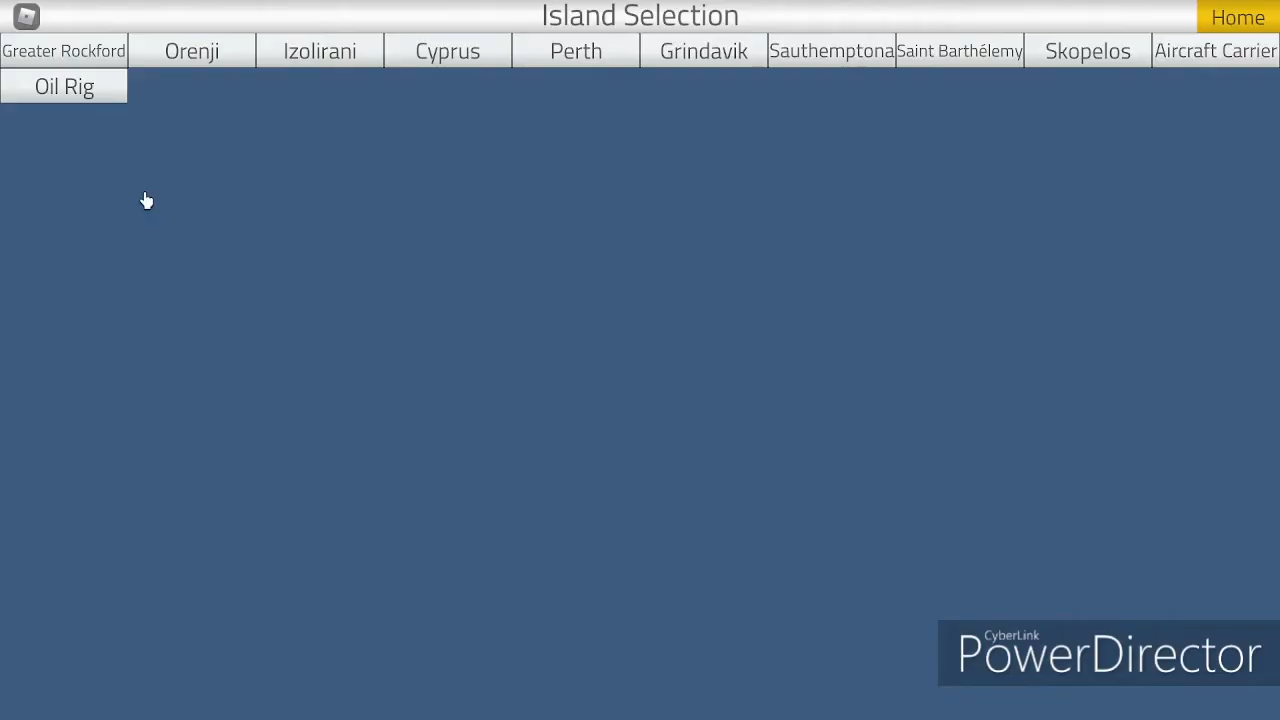 Island Selection
Home
Greater Rockford
Orenji
Izolirani
Cyprus
Perth
Grindavik
Sauthemptona
Saint Barthélemy
Skopelos
Aircraft Carrier
Oil Rig
CyberLink
PowerDirector